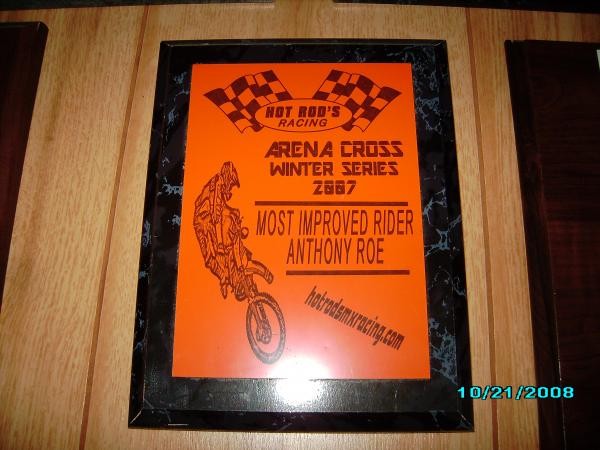 HOT ROD'S
RACING
ARENA CROSS
WINTER SERIES
2007
MOST IMPROVED RIDER
ANTHONY ROE
hotrodsmxracing.com
10/21/2008